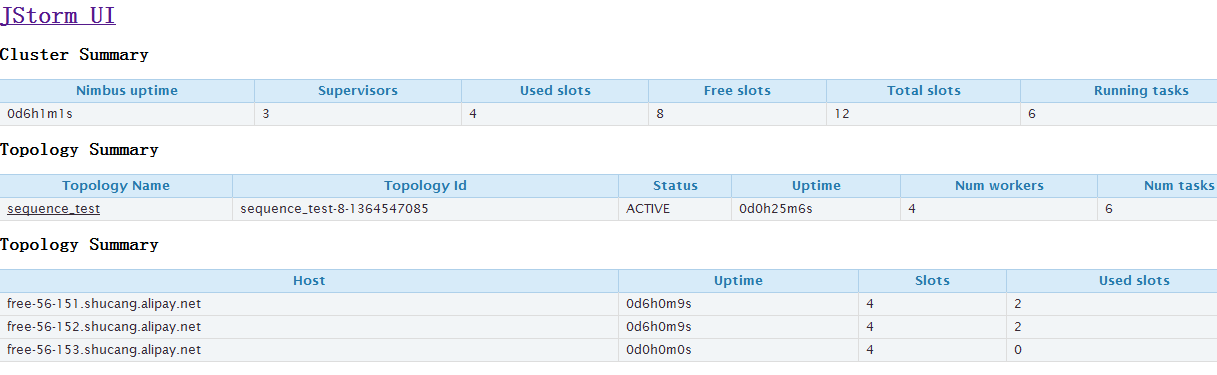 JStorm UI
Cluster Summary
Nimbus uptime Supervisors Used slots Free slots Total slots Running tasks
0d6h1m1s 3 4 8 12 6
Topology Summary
Topology Name Topology Id Status Uptime Num workers Num tasks
sequence_test sequence_test-8-1364547085 ACTIVE 0d0h25m6s 4 6
Topology Summary
Host Uptime Slots Used slots
free-56-151.shucang.alipay.net 0d6h0m9s 4 2
free-56-152.shucang.alipay.net 0d6h0m9s 4 2
free-56-153.shucang.alipay.net 0d0h0m0s 4 0